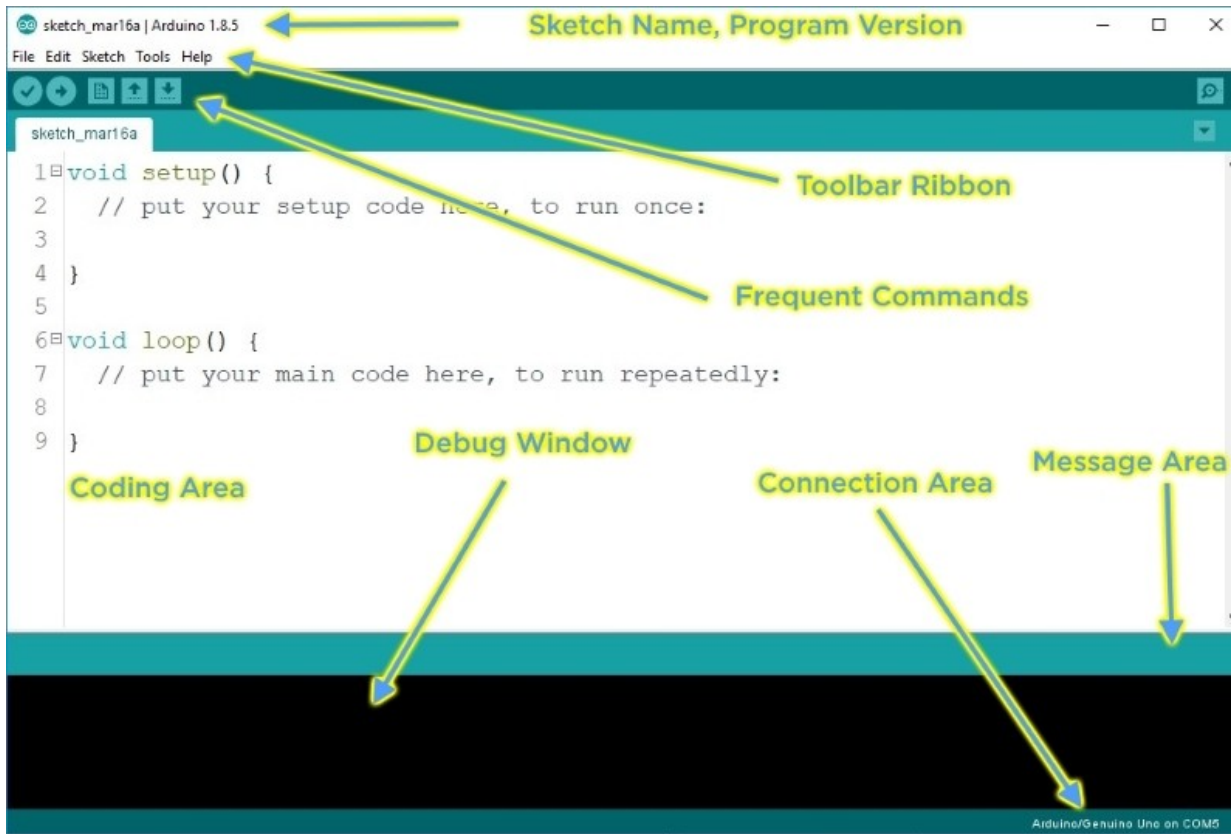 sketch_mar16a | Arduino 1.8.5
Sketch Name, Program Version
File Edit Sketch Tools Help
sketch_mar16a
Toolbar Ribbon
1 void setup() {
2 // put your setup code here, to run once:
3
4 }
Frequent Commands
5
6 void loop() {
7 // put your main code here, to run repeatedly:
8
9 }
Debug Window
Message Area
Coding Area
Connection Area
Arduino/Genuino Uno on COM5